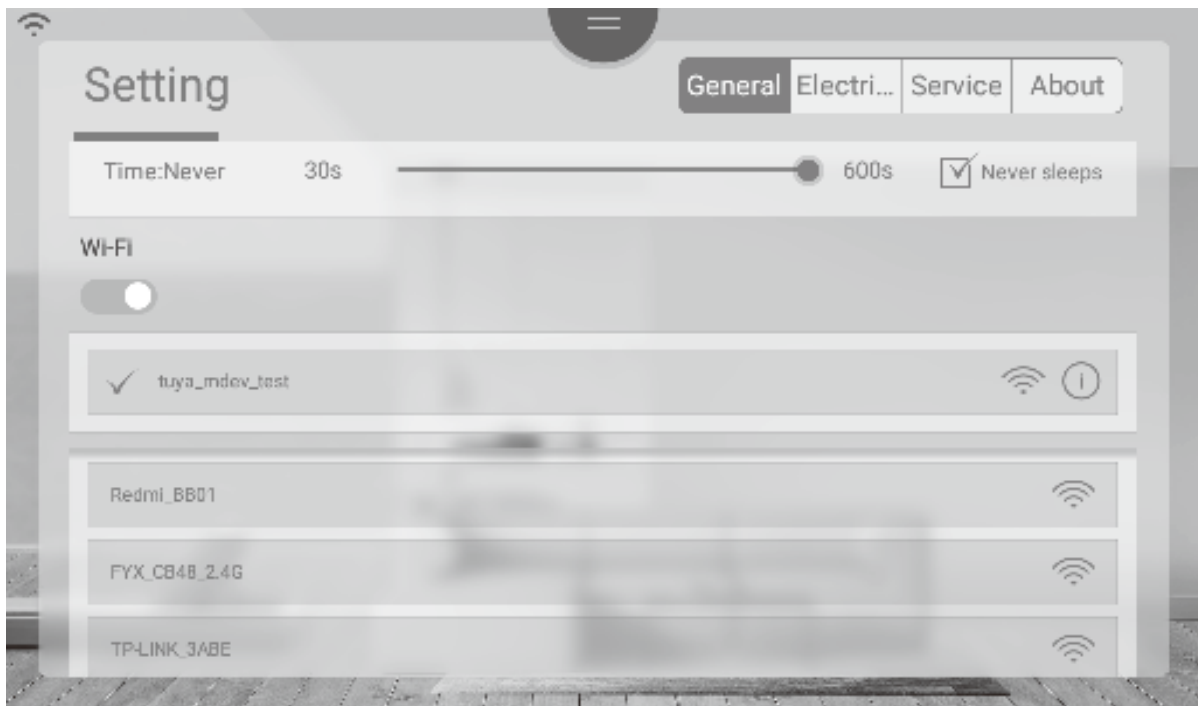 Setting
General Electri... Service About
Time:Never 30s 600s Never sleeps
Wi-Fi
tuya_mdev_test
Redmi_BB01
FYX_CB48_2.4G
TP-LINK_3ABE